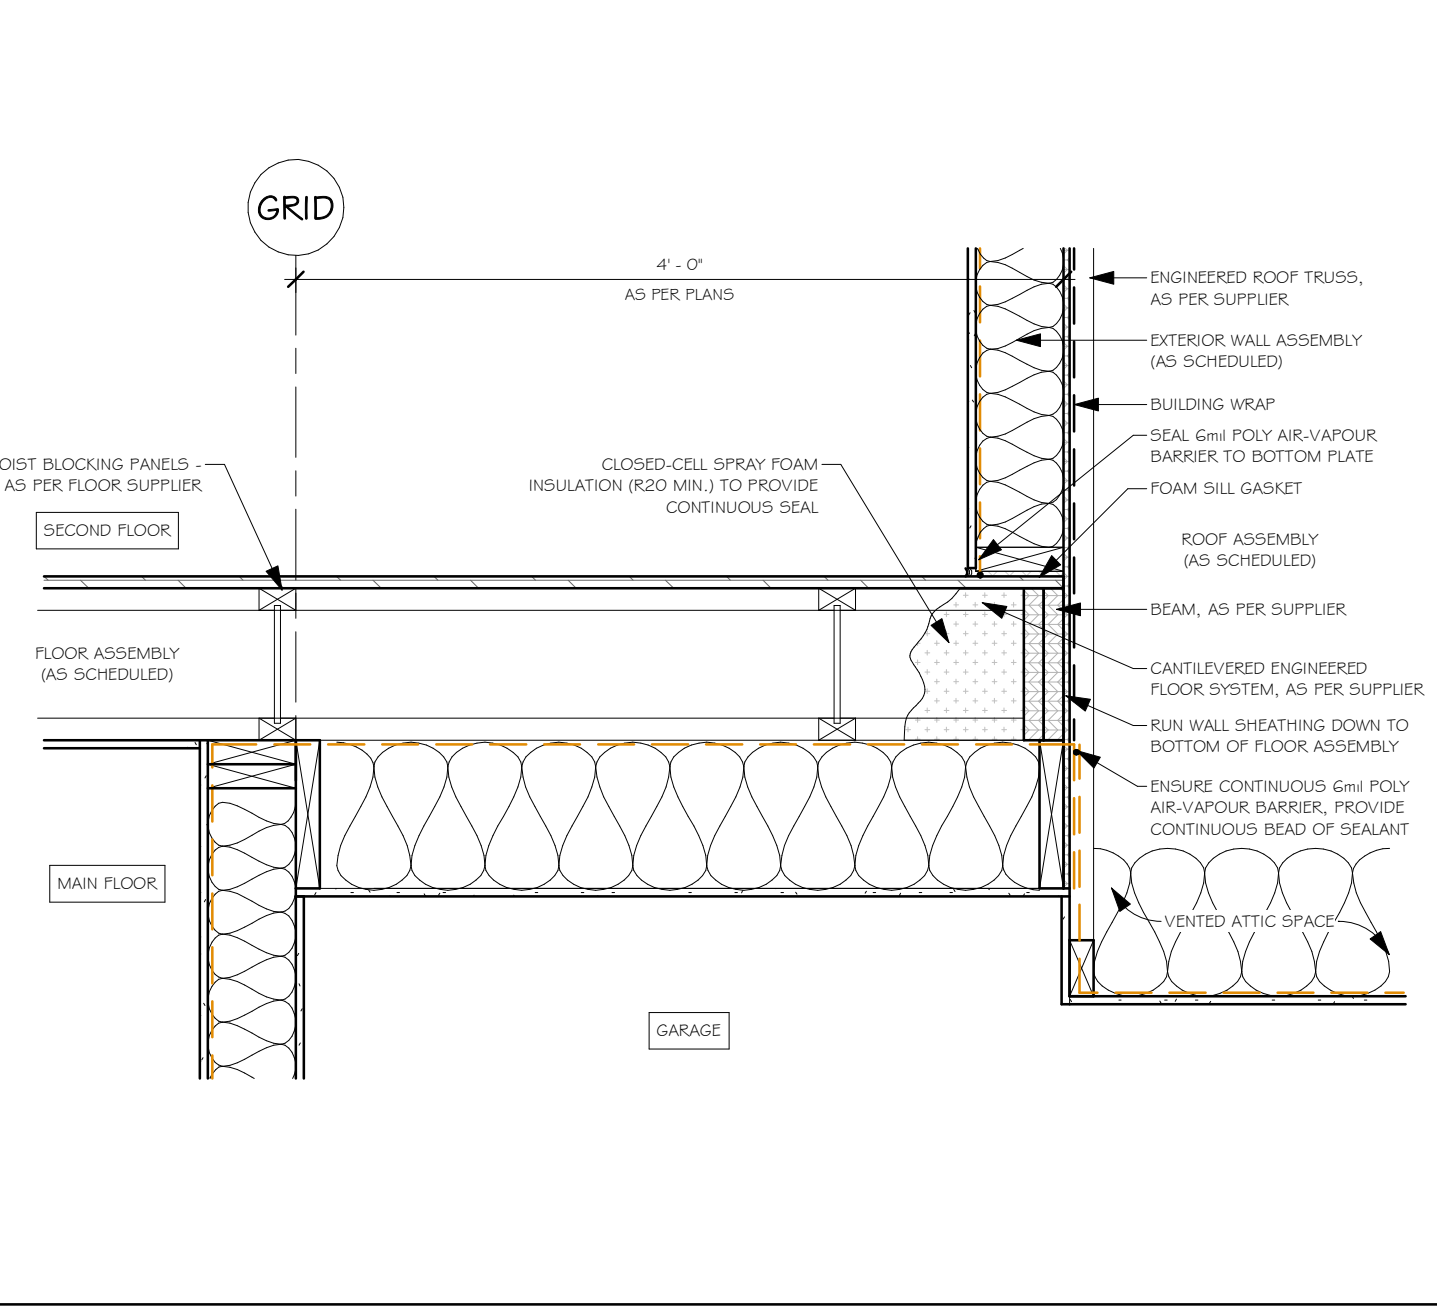 GRID
4' - 0"
AS PER PLANS
ENGINEERED ROOF TRUSS,
AS PER SUPPLIER
EXTERIOR WALL ASSEMBLY
(AS SCHEDULED)
BUILDING WRAP
SEAL 6mil POLY AIR-VAPOUR
BARRIER TO BOTTOM PLATE
FOAM SILL GASKET
OIST BLOCKING PANELS -
AS PER FLOOR SUPPLIER
SECOND FLOOR
CLOSED-CELL SPRAY FOAM
INSULATION (R20 MIN.) TO PROVIDE
CONTINUOUS SEAL
ROOF ASSEMBLY
(AS SCHEDULED)
BEAM, AS PER SUPPLIER
FLOOR ASSEMBLY
(AS SCHEDULED)
CANTILEVERED ENGINEERED
FLOOR SYSTEM, AS PER SUPPLIER
RUN WALL SHEATHING DOWN TO
BOTTOM OF FLOOR ASSEMBLY
ENSURE CONTINUOUS 6mil POLY
AIR-VAPOUR BARRIER, PROVIDE
CONTINUOUS BEAD OF SEALANT
MAIN FLOOR
VENTED ATTIC SPACE
GARAGE